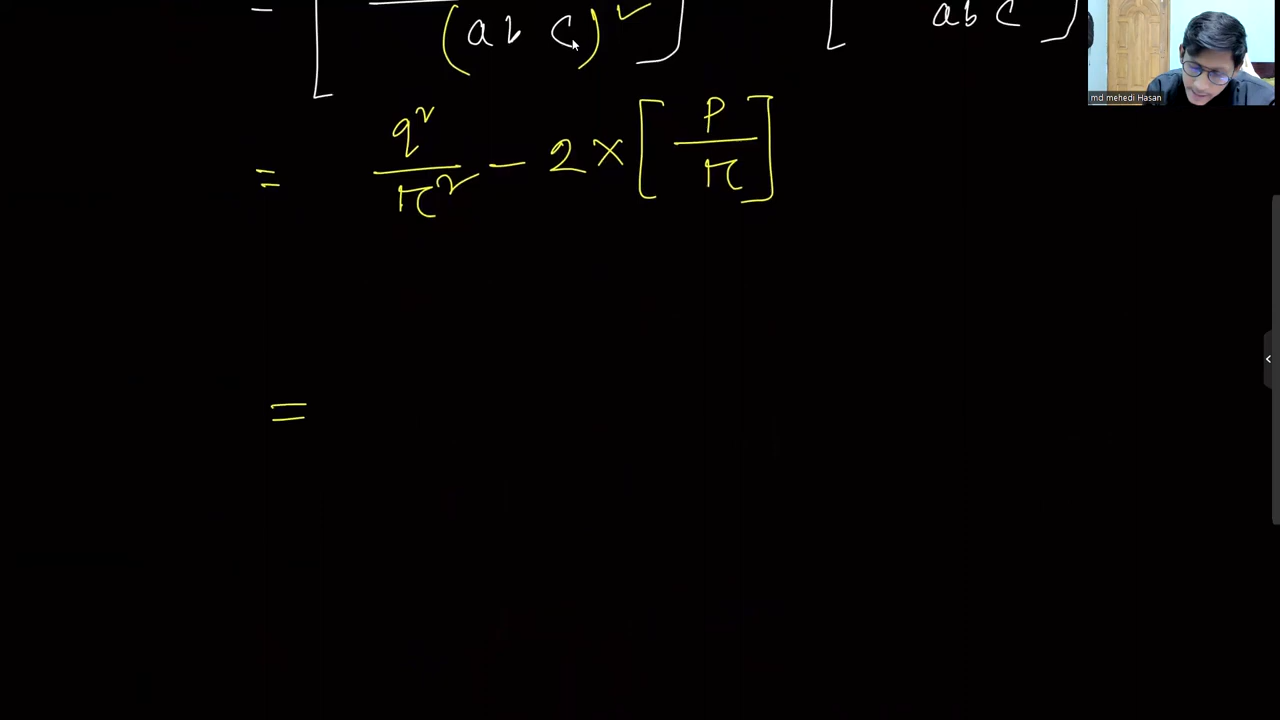 = [ (abc)² ] [ abc ]
= q²/r² - 2 × [ p/r ]
=
md mehedi Hasan